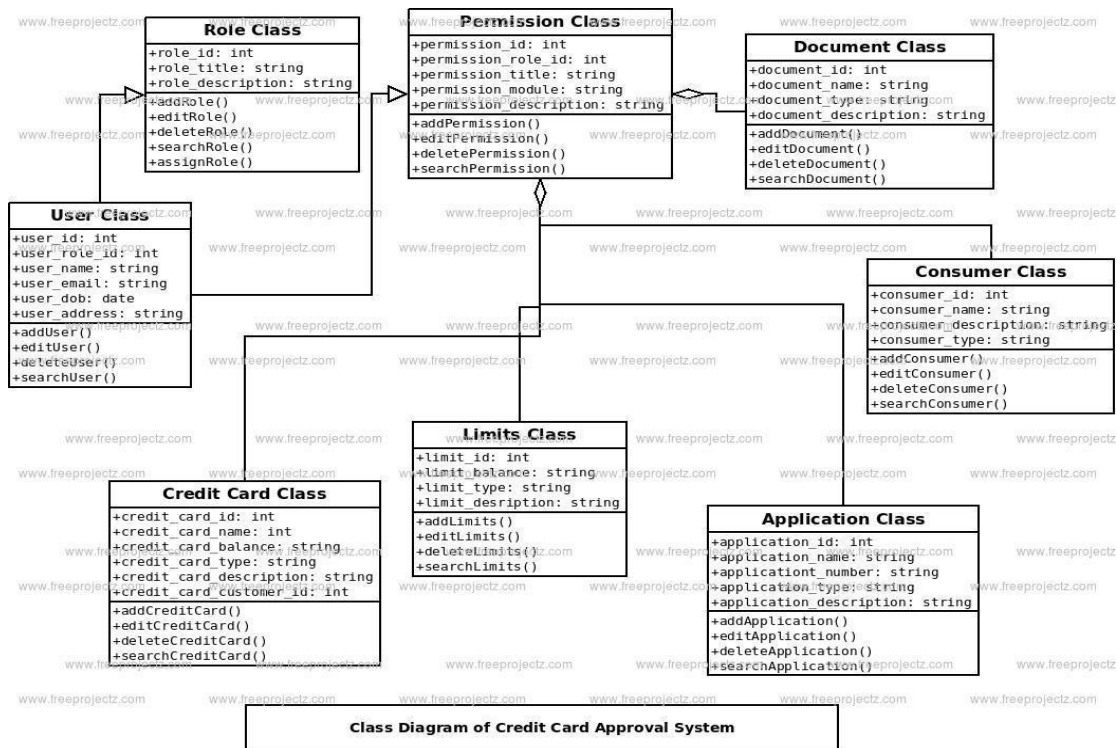 Role Class
+role_id: int
+role_title: string
+role_description: string
+addRole()
+editRole()
+deleteRole()
+searchRole()
+assignRole()
Permission Class
+permission_id: int
+permission_role_id: int
+permission_title: string
+permission_module: string
+permission_description: string
+addPermission()
+editPermission()
+deletePermission()
+searchPermission()
Document Class
+document_id: int
+document_name: string
+document_type: string
+document_description: string
+addDocument()
+editDocument()
+deleteDocument()
+searchDocument()
User Class
+user_id: int
+user_role_id: int
+user_name: string
+user_email: string
+user_dob: date
+user_address: string
+addUser()
+editUser()
+deleteUser()
+searchUser()
Consumer Class
+consumer_id: int
+consumer_name: string
+consumer_description: string
+consumer_type: string
+addConsumer()
+editConsumer()
+deleteConsumer()
+searchConsumer()
Limits Class
+limit_id: int
+limit_balance: string
+limit_type: string
+limit_desription: string
+addLimits()
+editLimits()
+deleteLimits()
+searchLimits()
Credit Card Class
+credit_card_id: int
+credit_card_name: int
+credit_card_balance: string
+credit_card_type: string
+credit_card_description: string
+credit_card_customer_id: int
+addCreditCard()
+editCreditCard()
+deleteCreditCard()
+searchCreditCard()
Application Class
+application_id: int
+application_name: string
+applicationt_number: string
+application_type: string
+application_description: string
+addApplication()
+editApplication()
+deleteApplication()
+searchApplication()
Class Diagram of Credit Card Approval System
www.freeprojectz.com